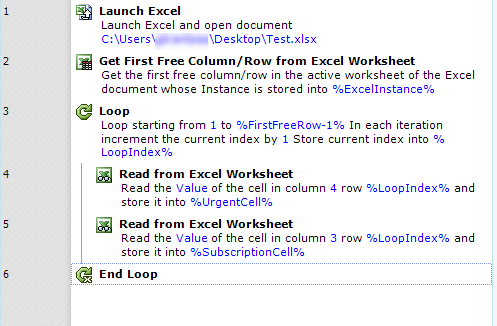 1 Launch Excel
Launch Excel and open document
C:\Users\ \Desktop\Test.xlsx
2 Get First Free Column/Row from Excel Worksheet
Get the first free column/row in the active worksheet of the Excel
document whose Instance is stored into %ExcelInstance%
3 Loop
Loop starting from 1 to %FirstFreeRow-1% In each iteration
increment the current index by 1 Store current index into %
LoopIndex%
4 Read from Excel Worksheet
Read the Value of the cell in column 4 row %LoopIndex% and
store it into %UrgentCell%
5 Read from Excel Worksheet
Read the Value of the cell in column 3 row %LoopIndex% and
store it into %SubscriptionCell%
6 End Loop